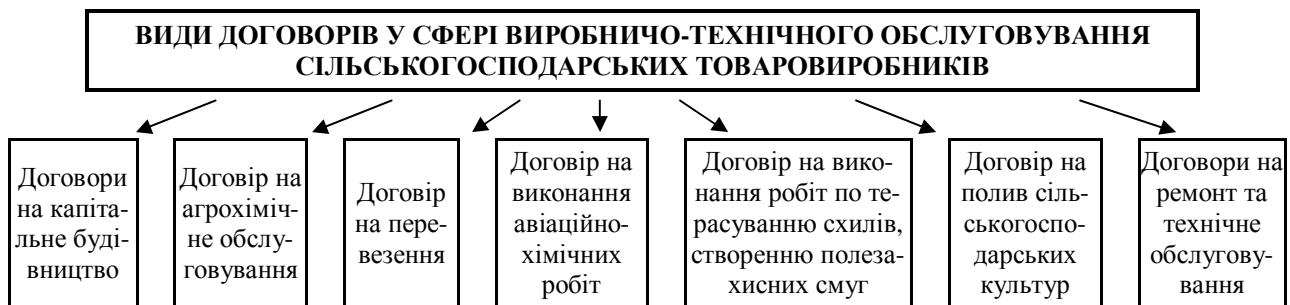 ВИДИ ДОГОВОРІВ У СФЕРІ ВИРОБНИЧО-ТЕХНІЧНОГО ОБСЛУГОВУВАННЯ
СІЛЬСЬКОГОСПОДАРСЬКИХ ТОВАРОВИРОБНИКІВ
Договори
на капіта-
льне буді-
вництво
Договір на
агрохіміч-
не обслу-
говування
Договір
на пере-
везення
Договір на
виконання
авіаційно-
хімічних
робіт
Договір на вико-
нання робіт по те-
расуванню схилів,
створенню полеза-
хисних смуг
Договір на
полив сіль-
ськогоспо-
дарських
культур
Договори на
ремонт та
технічне
обслугову-
вання